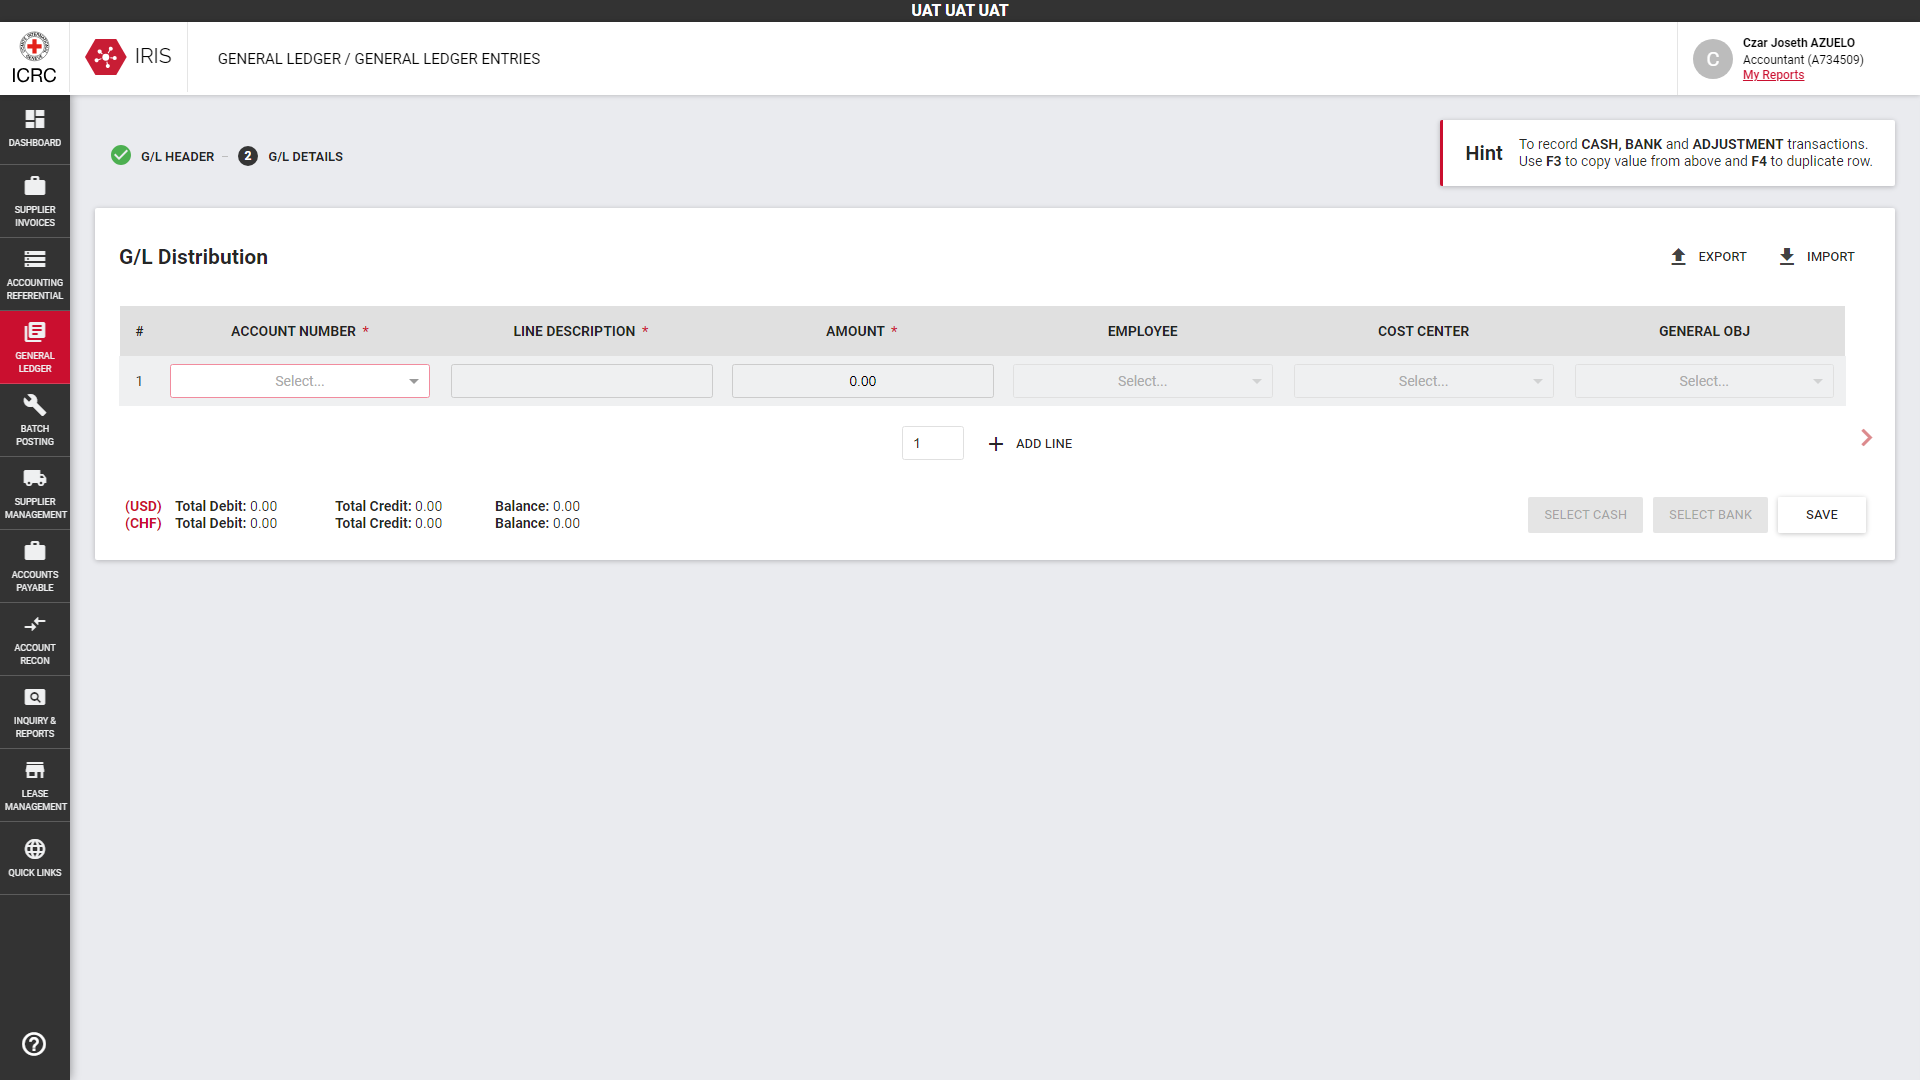 UAT UAT UAT
ICRC
IRIS
GENERAL LEDGER / GENERAL LEDGER ENTRIES
C
Czar Joseth AZUELO
Accountant (A734509)
My Reports
DASHBOARD
SUPPLIER
INVOICES
ACCOUNTING
REFERENTIAL
GENERAL
LEDGER
BATCH
POSTING
SUPPLIER
MANAGEMENT
ACCOUNTS
PAYABLE
ACCOUNT
RECON
INQUIRY &
REPORTS
LEASE
MANAGEMENT
QUICK LINKS
G/L HEADER – 2 G/L DETAILS
Hint
To record CASH, BANK and ADJUSTMENT transactions.
Use F3 to copy value from above and F4 to duplicate row.
G/L Distribution
EXPORT IMPORT
# ACCOUNT NUMBER * LINE DESCRIPTION * AMOUNT * EMPLOYEE COST CENTER GENERAL OBJ
1 Select... 0.00 Select... Select... Select...
1 + ADD LINE
(USD) Total Debit: 0.00 Total Credit: 0.00 Balance: 0.00
(CHF) Total Debit: 0.00 Total Credit: 0.00 Balance: 0.00
SELECT CASH SELECT BANK SAVE